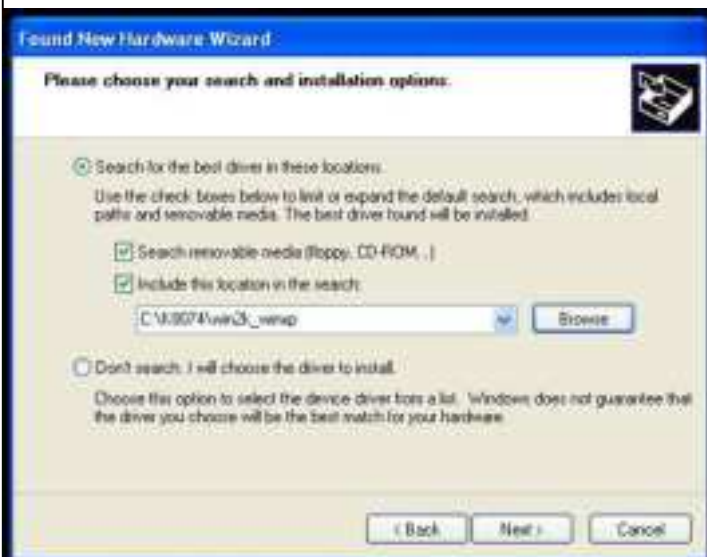 Found New Hardware Wizard
Please choose your search and installation options.
Search for the best driver in these locations.
Use the check boxes below to limit or expand the default search, which includes local
paths and removable media. The best driver found will be installed.
Search removable media (floppy, CD-ROM...)
Include this location in the search:
Browse
Don't search. I will choose the driver to install.
Choose this option to select the device driver from a list. Windows does not guarantee that
the driver you choose will be the best match for your hardware.
< Back
Next >
Cancel